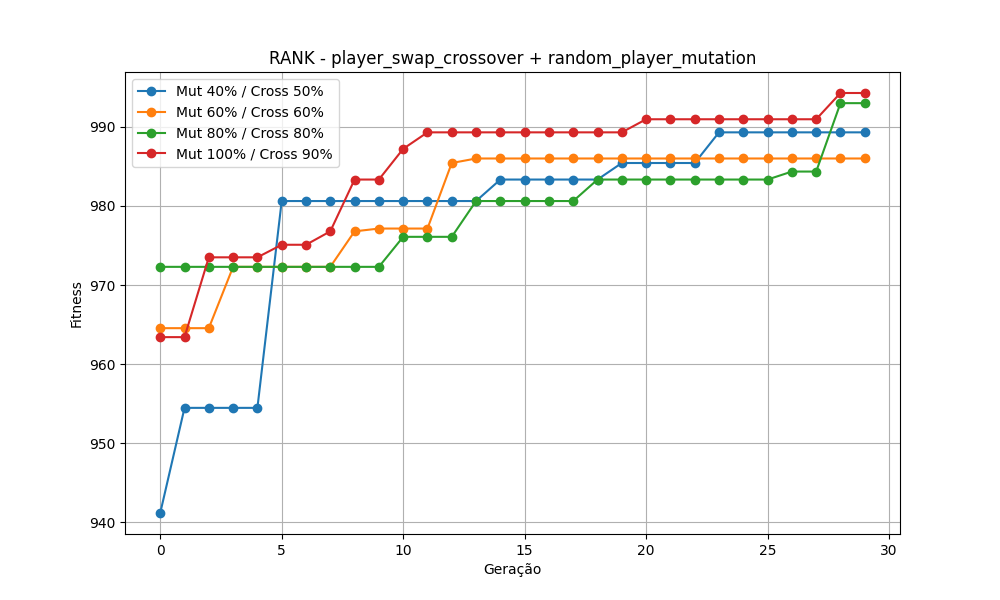 RANK - player_swap_crossover + random_player_mutation
Mut 40% / Cross 50%
Mut 60% / Cross 60%
Mut 80% / Cross 80%
Mut 100% / Cross 90%
Fitness
990
980
970
960
950
940
0 5 10 15 20 25 30
Geração